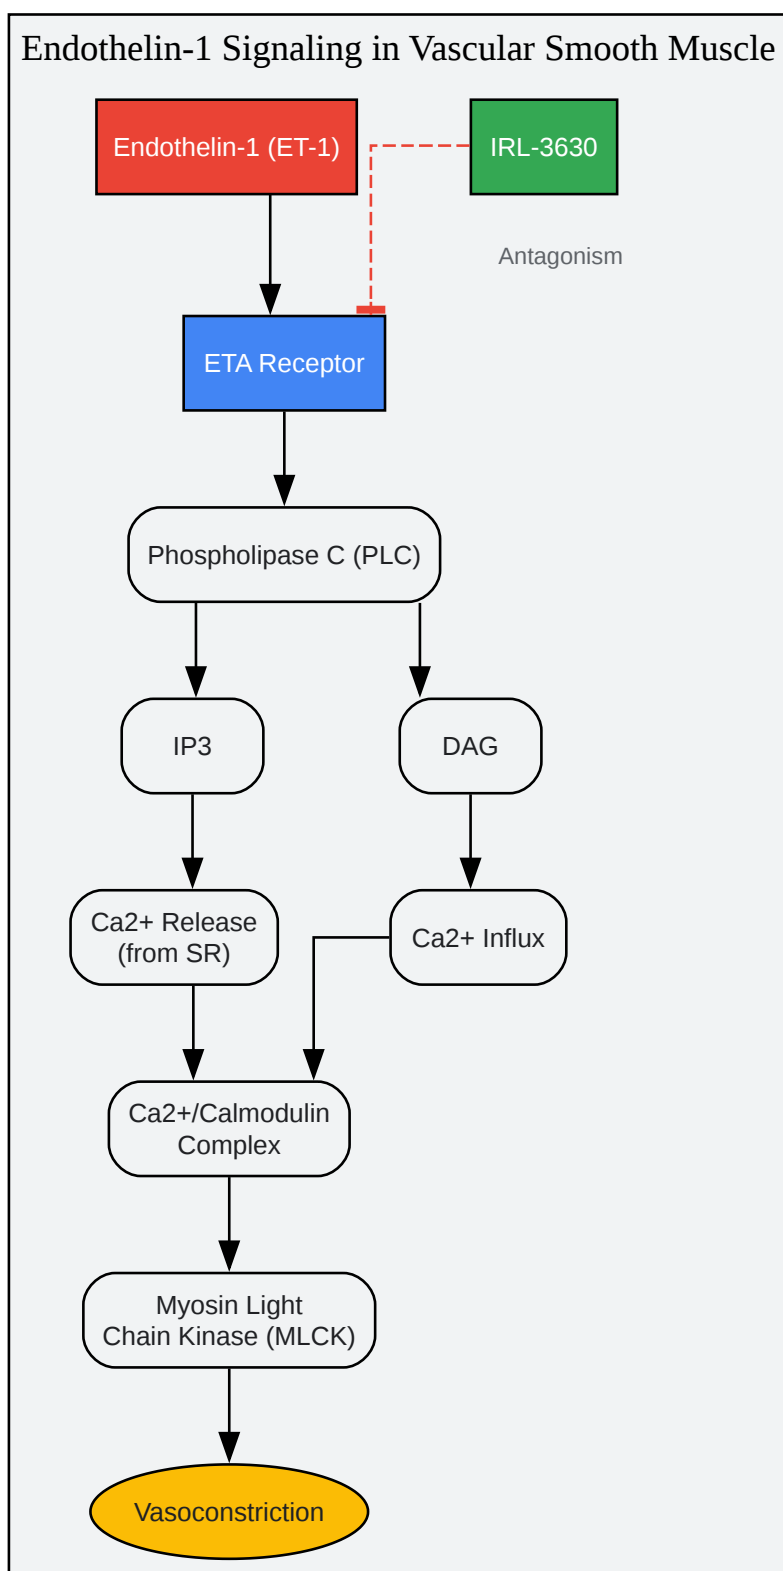 Endothelin-1 Signaling in Vascular Smooth Muscle
Endothelin-1 (ET-1)
IRL-3630
Antagonism
ETA Receptor
Phospholipase C (PLC)
IP3
DAG
Ca2+ Release
(from SR)
Ca2+ Influx
Ca2+/Calmodulin
Complex
Myosin Light
Chain Kinase (MLCK)
Vasoconstriction